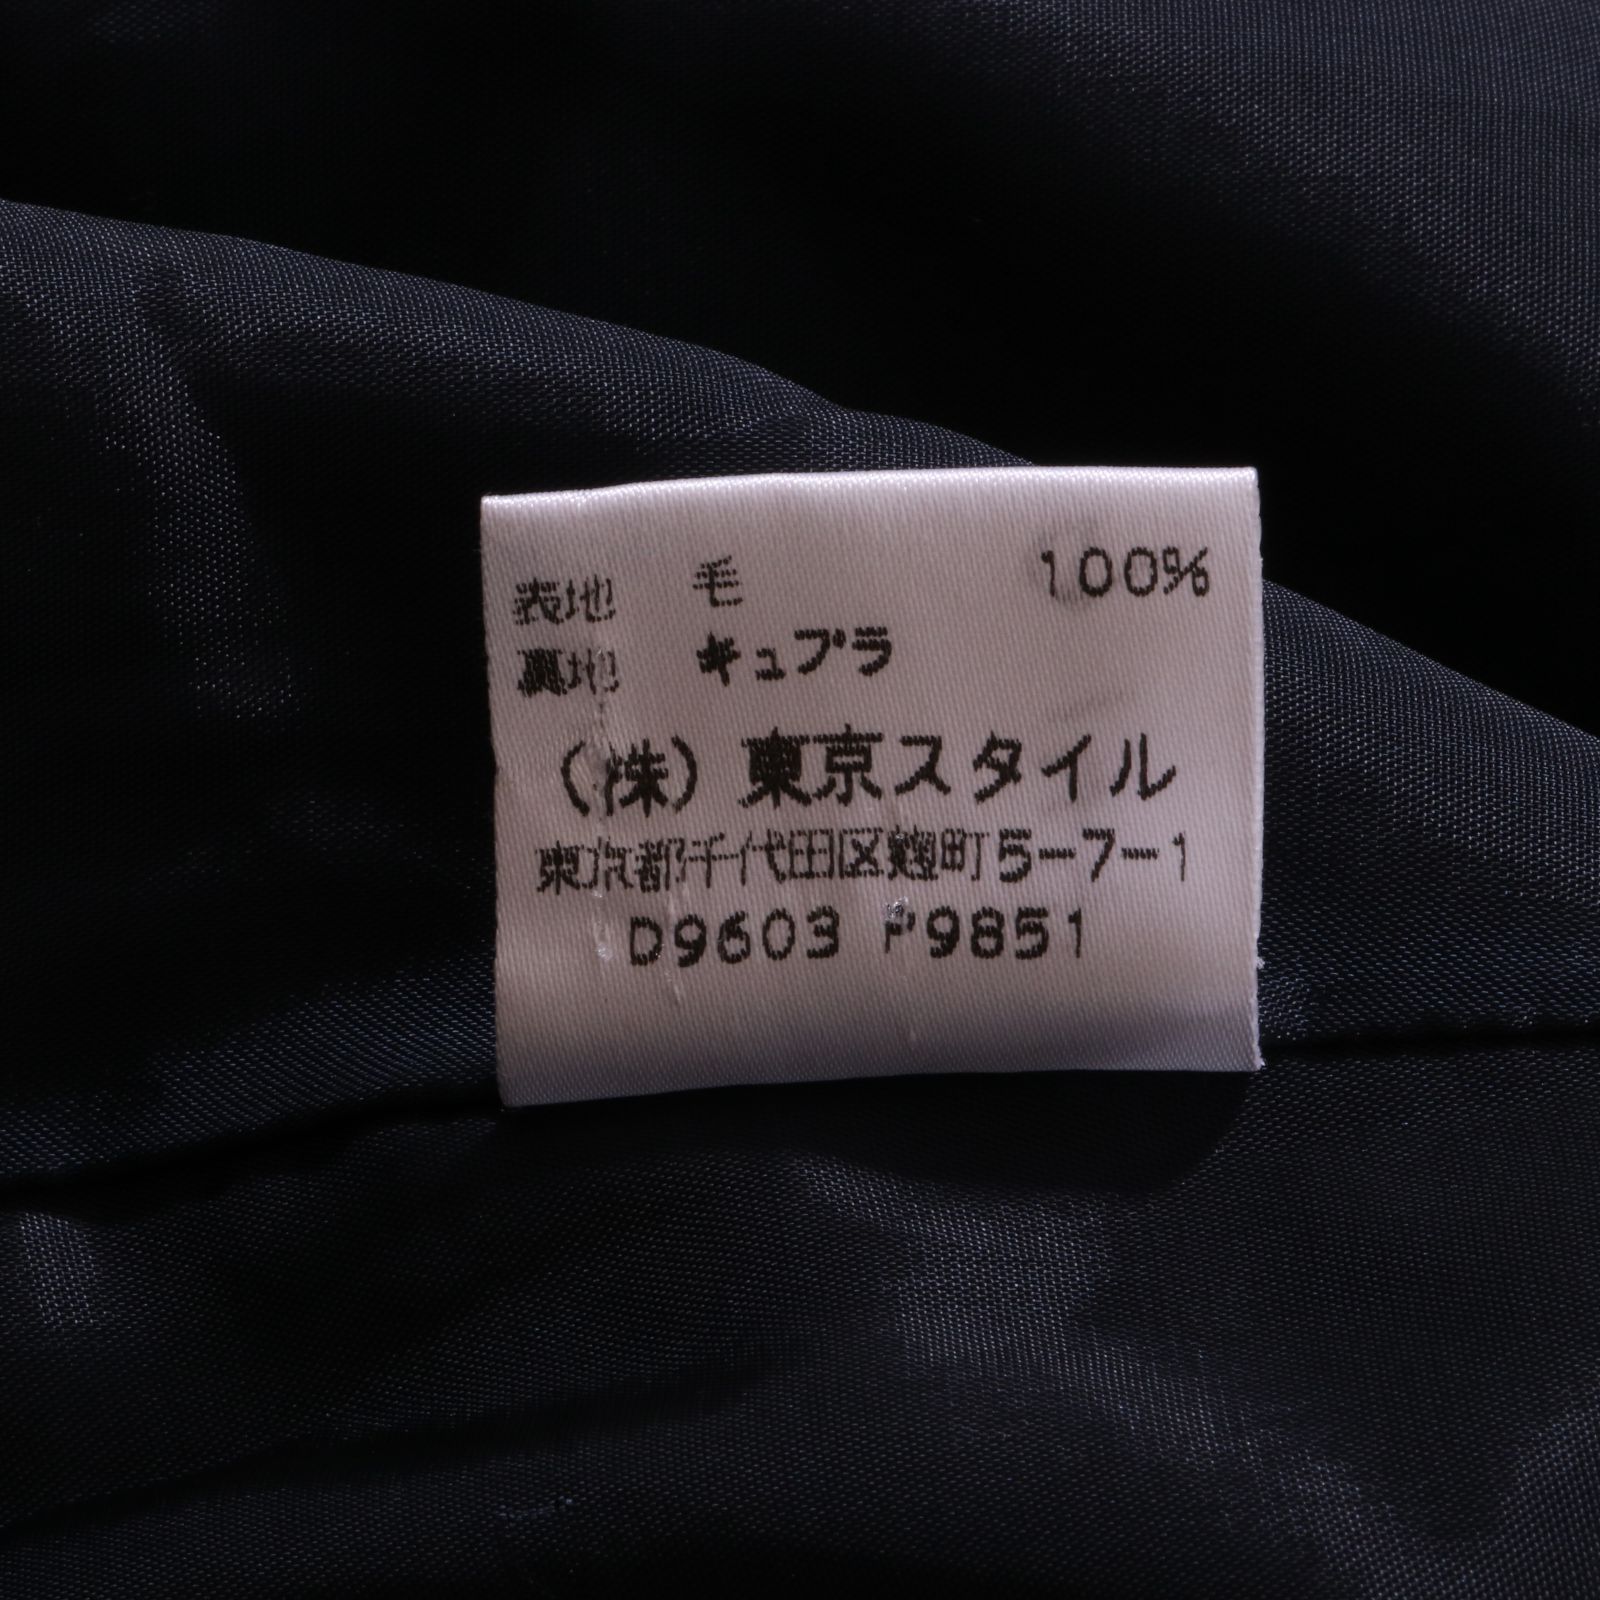 表地 毛 100%
裏地 キュプラ
(株)東京スタイル
東京都千代田区麹町5-7-1
D9603 P9851